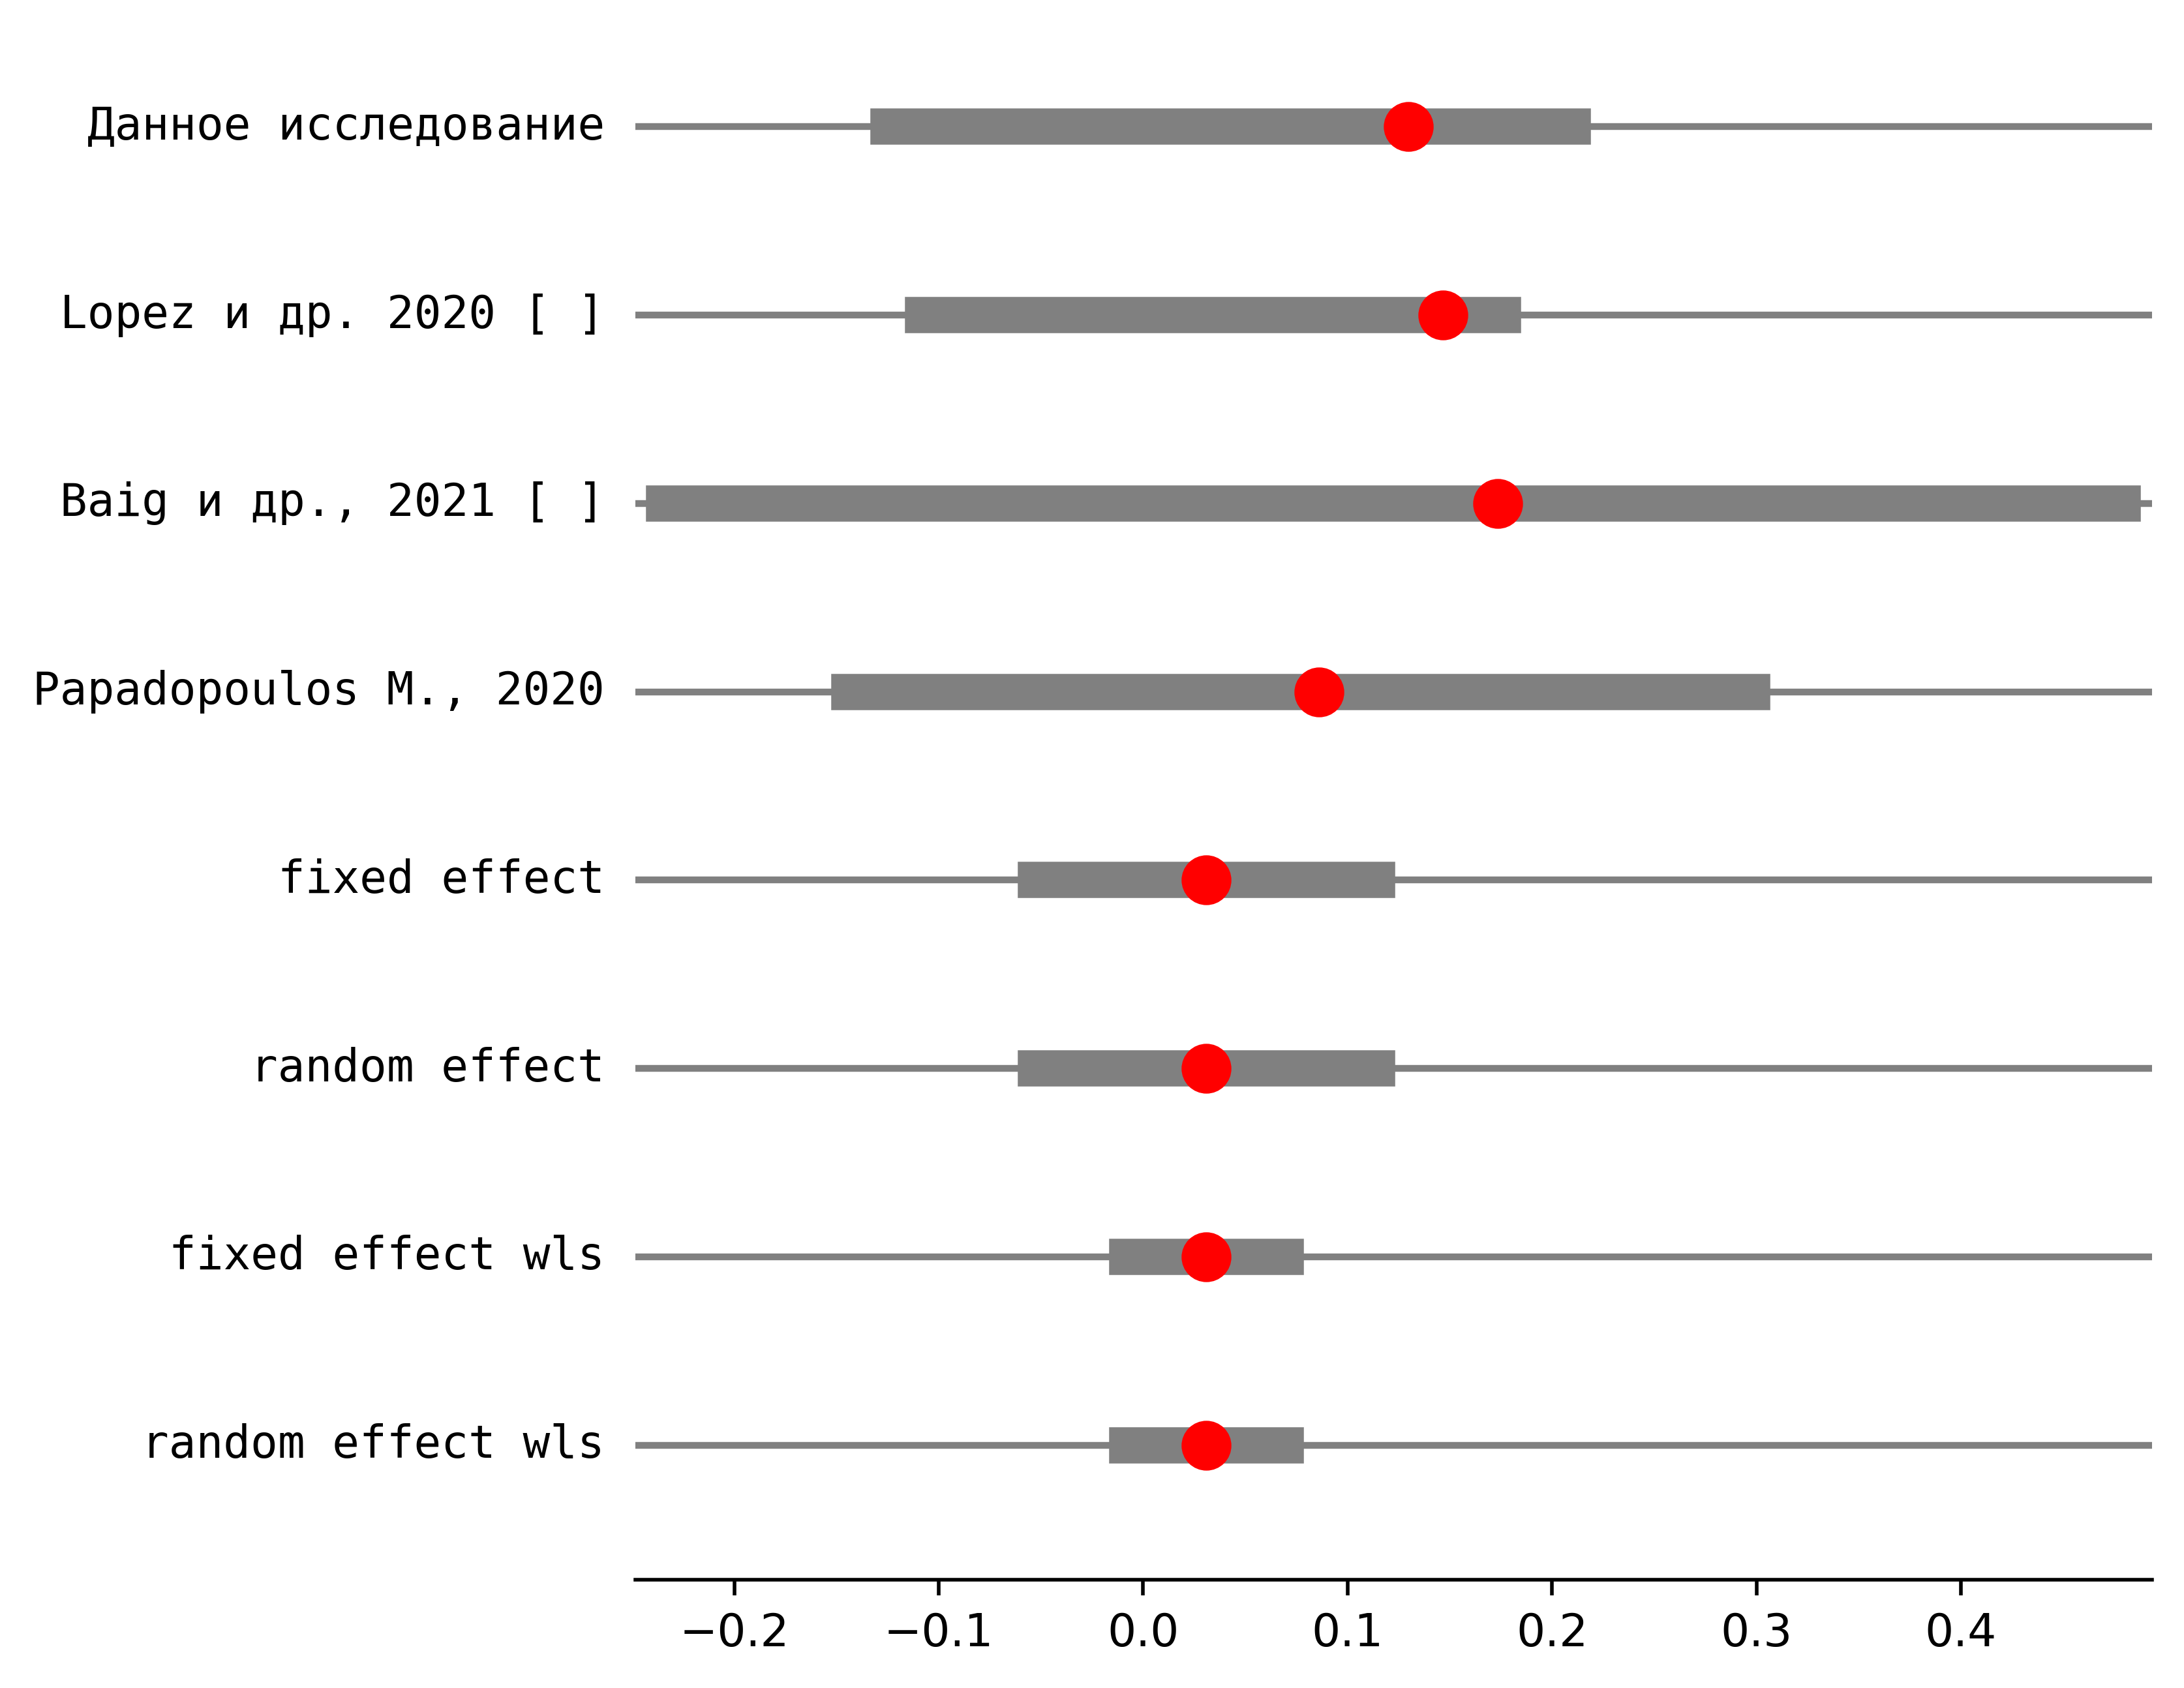 Данное исследование
Lopez и др. 2020 [ ]
Baig и др., 2021 [ ]
Papadopoulos M., 2020
fixed effect
random effect
fixed effect wls
random effect wls
−0.2 −0.1 0.0 0.1 0.2 0.3 0.4